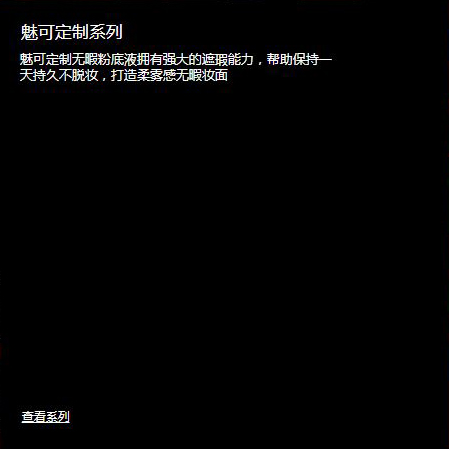 魅可定制系列
魅可定制无暇粉底液拥有强大的遮瑕能力，帮助保持一
天持久不脱妆，打造柔雾感无暇妆面
查看系列